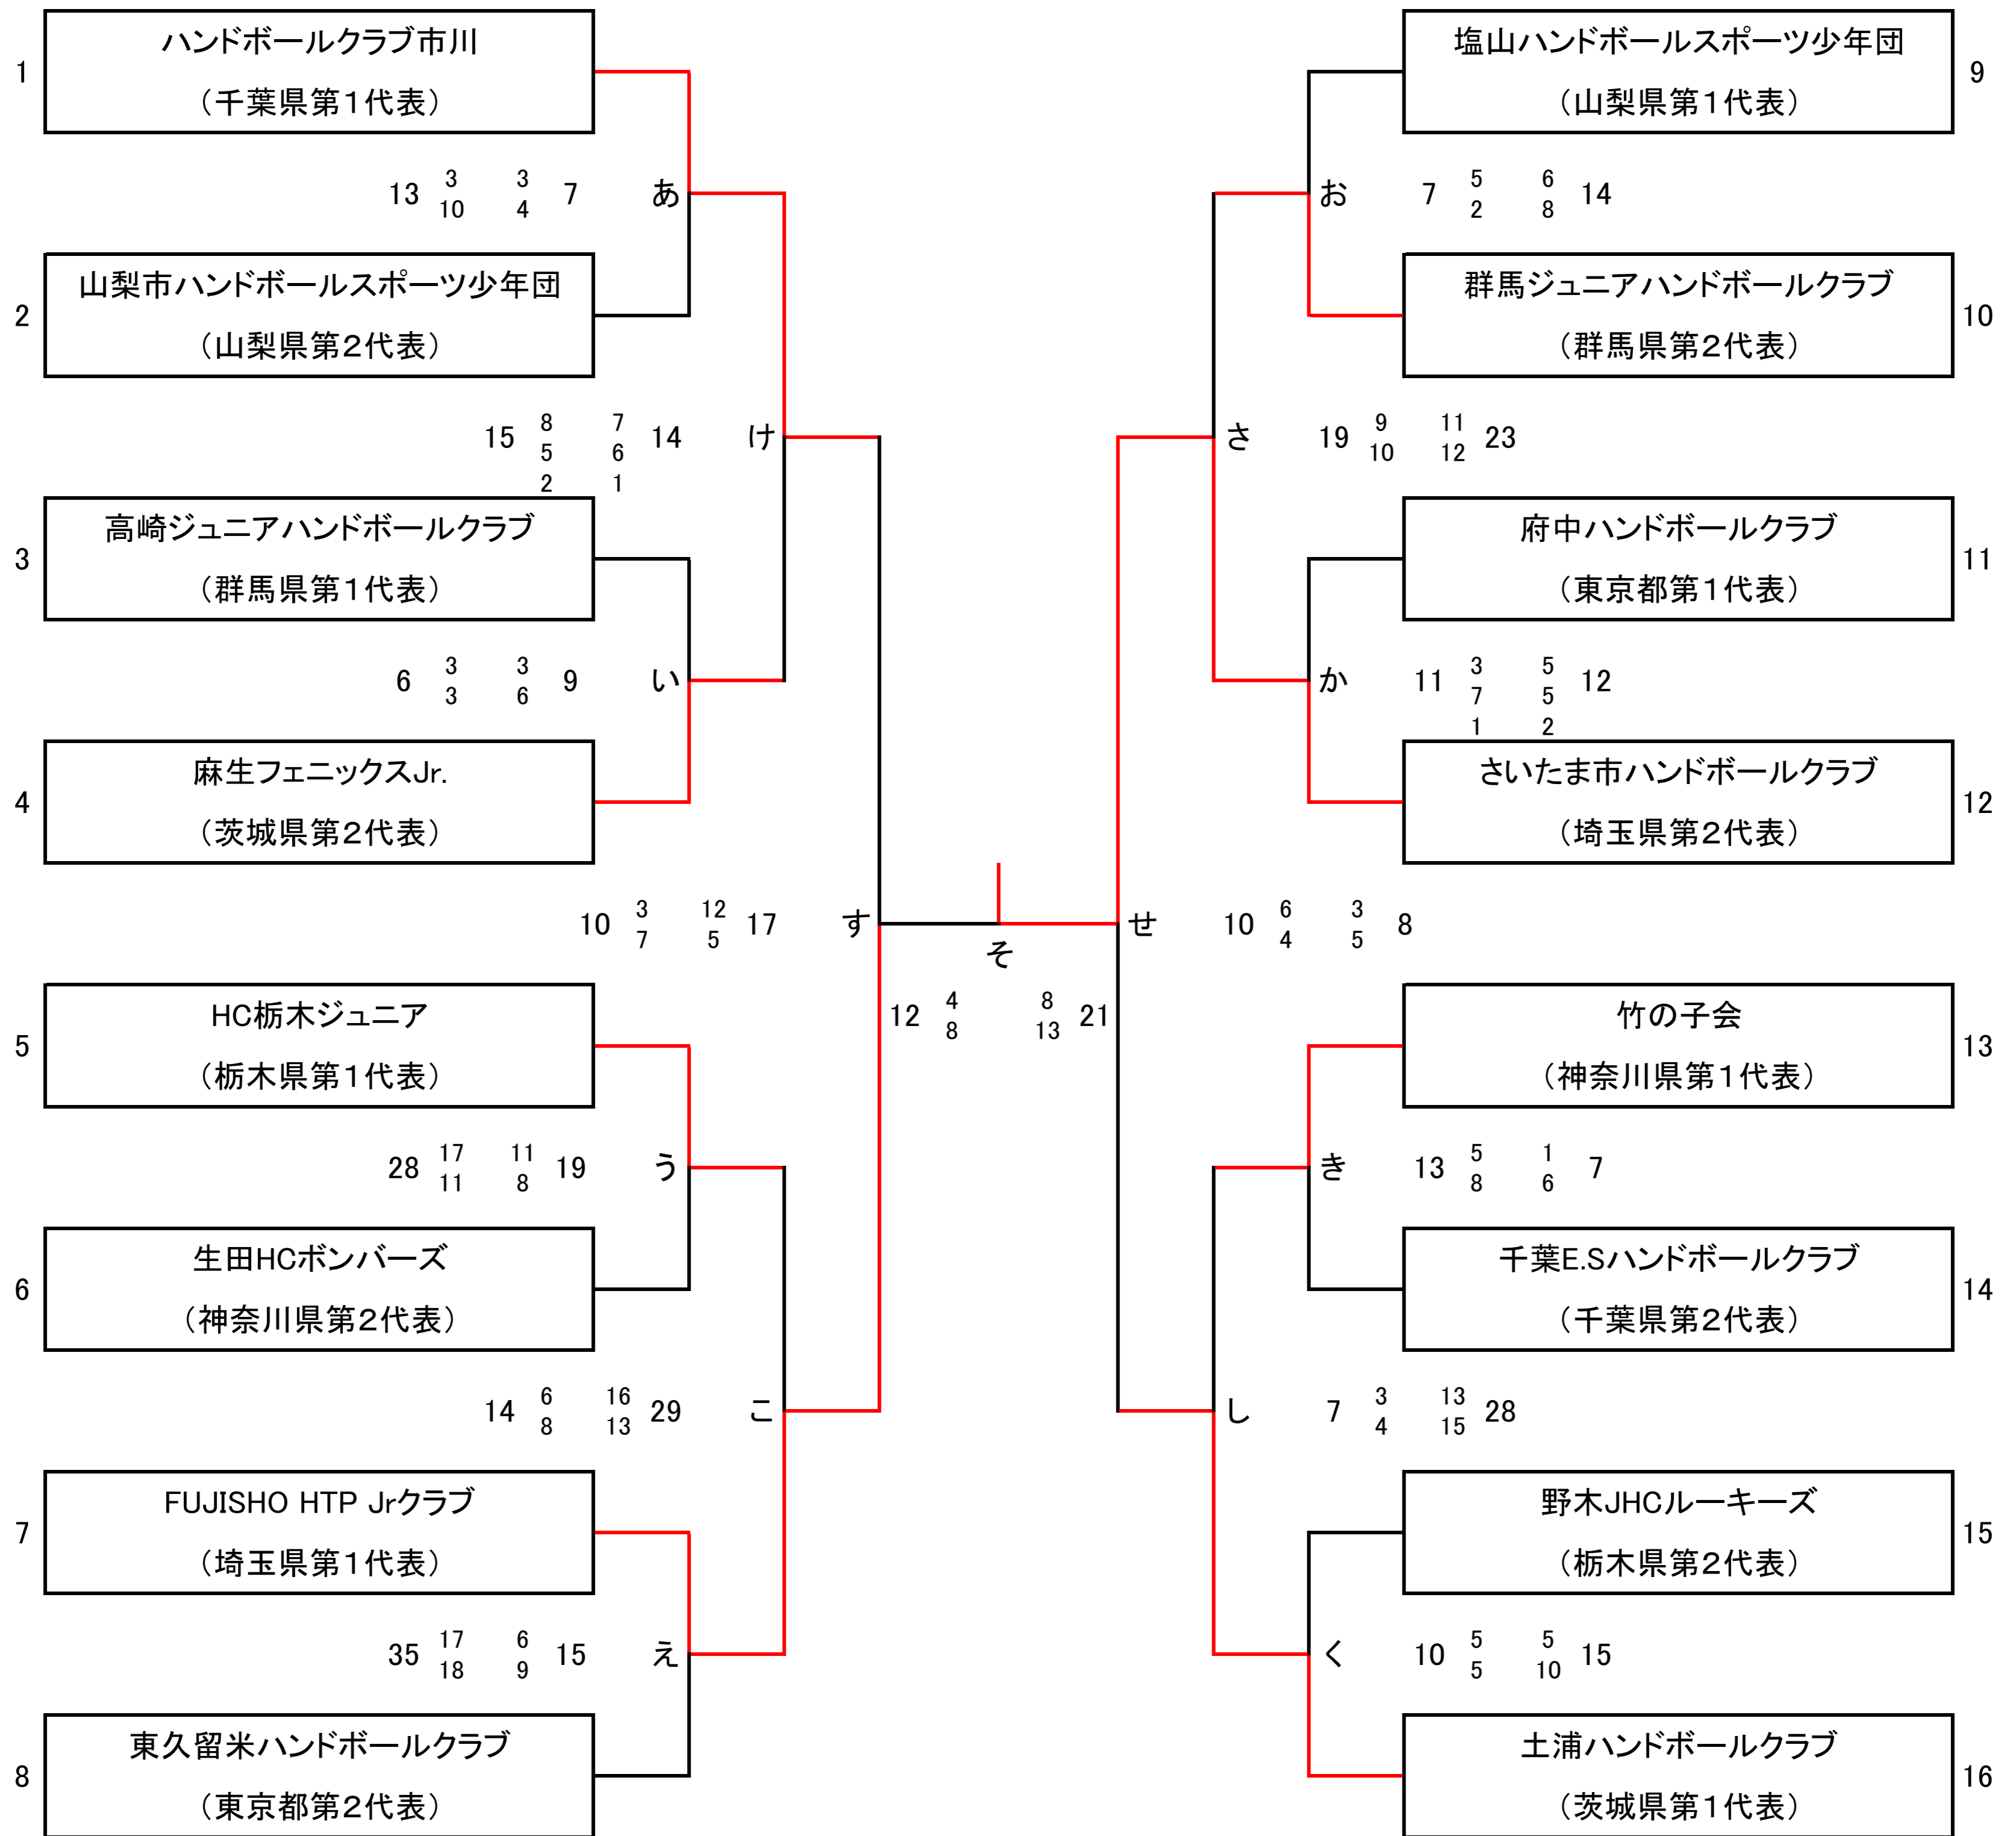 ハンドボールクラブ市川
1
（千葉県第1代表）
13 3 3 7 あ
10 4
山梨市ハンドボールスポーツ少年団
2
（山梨県第2代表）
15 8 7 14 け
5 6
2 1
高崎ジュニアハンドボールクラブ
3
（群馬県第1代表）
6 3 3 9 い
3 6
麻生フェニックスJr.
4
（茨城県第2代表）
10 3 12 17 す
7 5
HC栃木ジュニア
5
（栃木県第1代表）
28 17 11 19 う
11 8
生田HCボンバーズ
6
（神奈川県第2代表）
14 6 16 29 こ
8 13
FUJISHO HTP Jrクラブ
7
（埼玉県第1代表）
35 17 6 15 え
18 9
東久留米ハンドボールクラブ
8
（東京都第2代表）
そ
12 4 8 21
8 13
塩山ハンドボールスポーツ少年団
9
（山梨県第1代表）
お 7 5 6 14
2 8
群馬ジュニアハンドボールクラブ
10
（群馬県第2代表）
さ 19 9 11 23
10 12
府中ハンドボールクラブ
11
（東京都第1代表）
か 11 3 5 12
7 5
1 2
さいたま市ハンドボールクラブ
12
（埼玉県第2代表）
せ 10 6 3 8
4 5
竹の子会
13
（神奈川県第1代表）
き 13 5 1 7
8 6
千葉E.Sハンドボールクラブ
14
（千葉県第2代表）
し 7 3 13 28
4 15
野木JHCルーキーズ
15
（栃木県第2代表）
く 10 5 5 15
5 10
土浦ハンドボールクラブ
16
（茨城県第1代表）